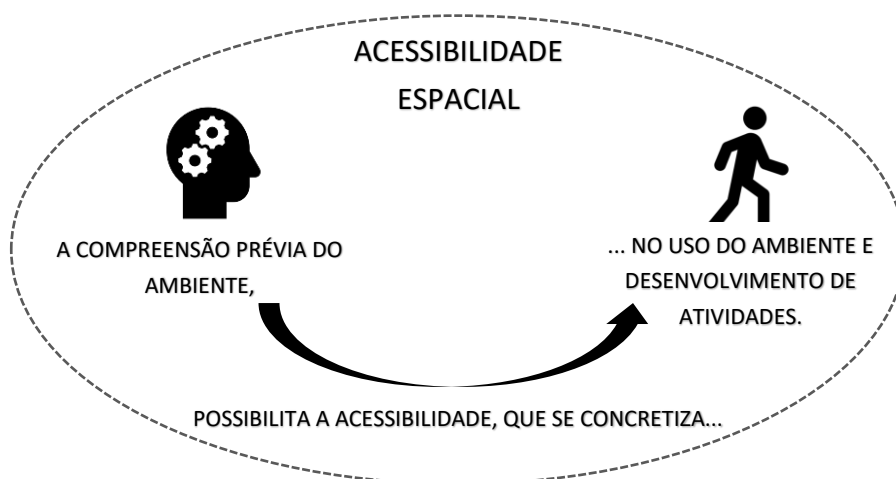 ACESSIBILIDADE
ESPACIAL
A COMPREENSÃO PRÉVIA DO
AMBIENTE,
... NO USO DO AMBIENTE E
DESENVOLVIMENTO DE
ATIVIDADES.
POSSIBILITA A ACESSIBILIDADE, QUE SE CONCRETIZA...